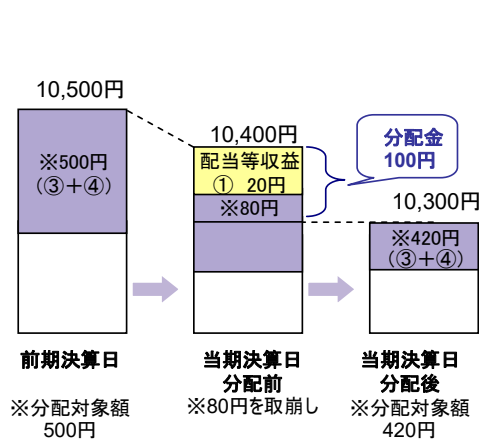 10,500円
※500円
(③+④)
10,400円
配当等収益
① 20円
※80円
分配金
100円
10,300円
※420円
(③+④)
前期決算日
※分配対象額
500円
当期決算日
分配前
※80円を取崩し
当期決算日
分配後
※分配対象額
420円